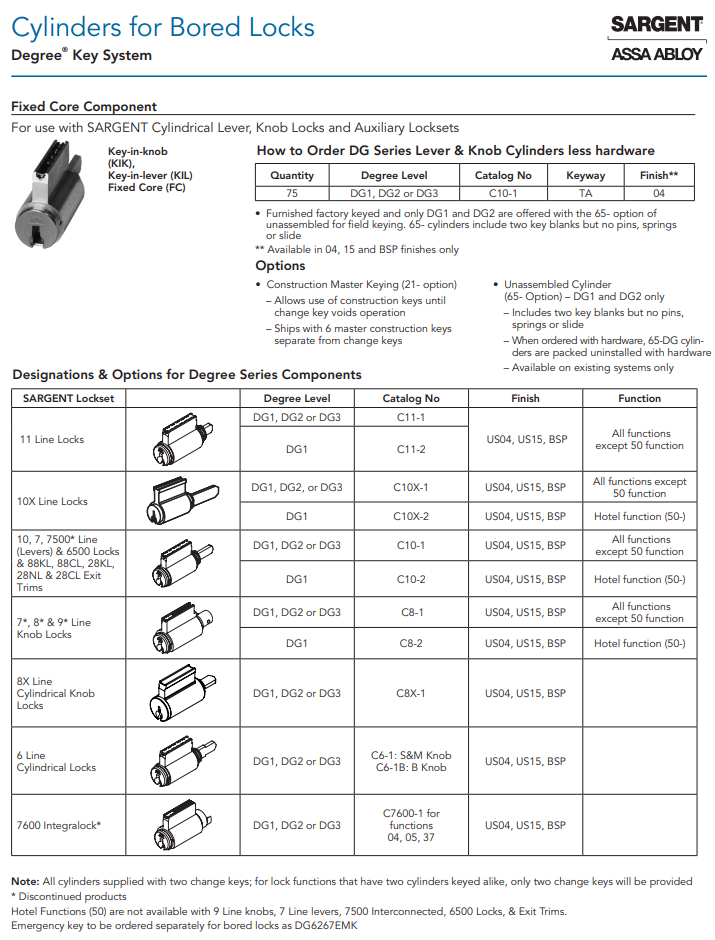 Cylinders for Bored Locks
Degree® Key System
SARGENT
ASSA ABLOY
Fixed Core Component
For use with SARGENT Cylindrical Lever, Knob Locks and Auxiliary Locksets
Key-in-knob
(KIK),
Key-in-lever (KIL)
Fixed Core (FC)
How to Order DG Series Lever & Knob Cylinders less hardware
Quantity Degree Level Catalog No Keyway Finish**
75 DG1, DG2 or DG3 C10-1 TA 04
• Furnished factory keyed and only DG1 and DG2 are offered with the 65- option of
unassembled for field keying. 65- cylinders include two key blanks but no pins, springs
or slide
** Available in 04, 15 and BSP finishes only
Options
• Construction Master Keying (21- option)
– Allows use of construction keys until
change key voids operation
– Ships with 6 master construction keys
separate from change keys
• Unassembled Cylinder
(65- Option) – DG1 and DG2 only
– Includes two key blanks but no pins,
springs or slide
– When ordered with hardware, 65-DG cylin-
ders are packed uninstalled with hardware
– Available on existing systems only
Designations & Options for Degree Series Components
SARGENT Lockset Degree Level Catalog No Finish Function
11 Line Locks
DG1, DG2 or DG3 C11-1
DG1 C11-2
US04, US15, BSP
All functions
except 50 function
10X Line Locks
DG1, DG2, or DG3 C10X-1 US04, US15, BSP
All functions except
50 function
DG1 C10X-2 US04, US15, BSP Hotel function (50-)
10, 7, 7500* Line
(Levers) & 6500 Locks
& 88KL, 88CL, 28KL,
28NL & 28CL Exit
Trims
DG1, DG2 or DG3 C10-1 US04, US15, BSP
All functions
except 50 function
DG1 C10-2 US04, US15, BSP Hotel function (50-)
7*, 8* & 9* Line
Knob Locks
DG1, DG2 or DG3 C8-1 US04, US15, BSP
All functions
except 50 function
DG1 C8-2 US04, US15, BSP Hotel function (50-)
8X Line
Cylindrical Knob
Locks
DG1, DG2 or DG3 C8X-1 US04, US15, BSP
6 Line
Cylindrical Locks
DG1, DG2 or DG3
C6-1: S&M Knob
C6-1B: B Knob
US04, US15, BSP
7600 Integralock*
DG1, DG2 or DG3
C7600-1 for
functions
04, 05, 37
US04, US15, BSP
Note: All cylinders supplied with two change keys; for lock functions that have two cylinders keyed alike, only two change keys will be provided
* Discontinued products
Hotel Functions (50) are not available with 9 Line knobs, 7 Line levers, 7500 Interconnected, 6500 Locks, & Exit Trims.
Emergency key to be ordered separately for bored locks as DG6267EMK